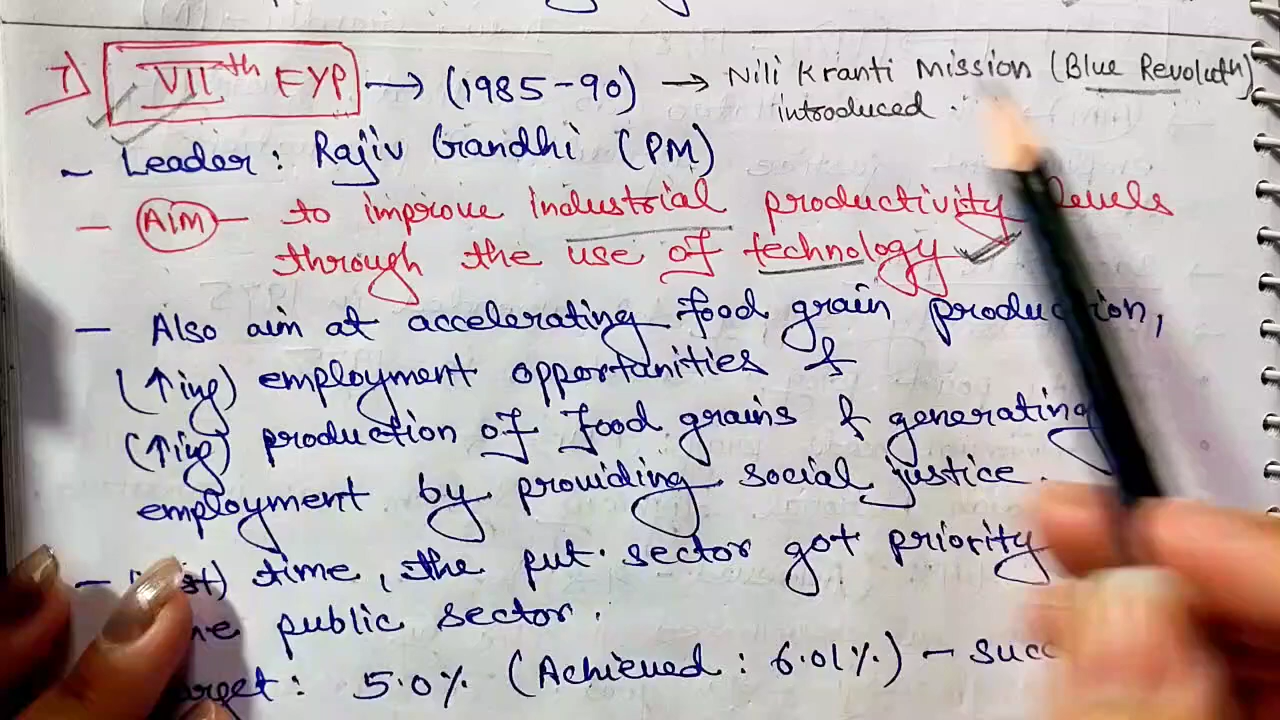 7) VIIth FYP → (1985-90) → Nili Kranti Mission (Blue Revolutn)
introduced.
- Leader: Rajiv Gandhi (PM)
- AIM - to improve industrial productivity levels
through the use of technology
- Also aim at accelerating food grain production,
(↑ing) employment opportunities &
(↑ing) production of food grains & generating
employment by providing social justice.
- time, the put. sector got priority
public sector.
target: 5.0% (Achieved: 6.01%) - succ